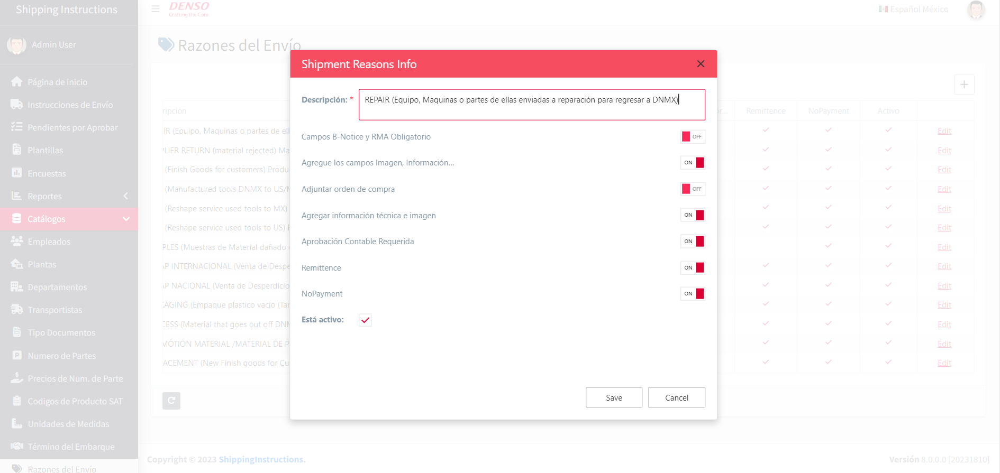 Shipping Instructions
DENSO
Crafting the Core
Español México
Admin User
Página de inicio
Instrucciones de Envío
Pendientes por Aprobar
Plantillas
Encuestas
Reportes
Catálogos
Empleados
Plantas
Departamentos
Transportistas
Tipo Documentos
Numero de Partes
Precios de Num. de Parte
Codigos de Producto SAT
Unidades de Medidas
Término del Embarque
Razones del Envío
Razones del Envío
Shipment Reasons Info
Descripción: *
REPAIR (Equipo, Maquinas o partes de ellas enviadas a reparación para regresar a DNMX)
Campos B-Notice y RMA Obligatorio
OFF
Agregue los campos Imagen, Información...
ON
Adjuntar orden de compra
OFF
Agregar información técnica e imagen
ON
Aprobación Contable Requerida
ON
Remittence
ON
NoPayment
ON
Está activo:
Save
Cancel
ripción
or...
Remittence
NoPayment
Activo
IR (Equipo, Maquinas o partes de ell
Edit
PLIER RETURN (material rejected) Ma
Edit
(Finish Goods for customers) Produ
Edit
(Manufactured tools DNMX to US/M
Edit
(Reshape service used tools to MX)
Edit
(Reshape service used tools to US)
Edit
PLES (Muestras de Material dañado
Edit
AP INTERNACIONAL (Venta de Despe
Edit
AP NACIONAL (Venta de Desperdicio
Edit
KAGING (Empaque plastico vacio (Tar
Edit
CESS (Material that goes out off DNM
Edit
MOTION MATERIAL /MATERIAL DE P
Edit
ACEMENT (New Finish goods for Cu
Edit
Copyright © 2023 ShippingInstructions.
Versión 8.0.0.0 [20231810]